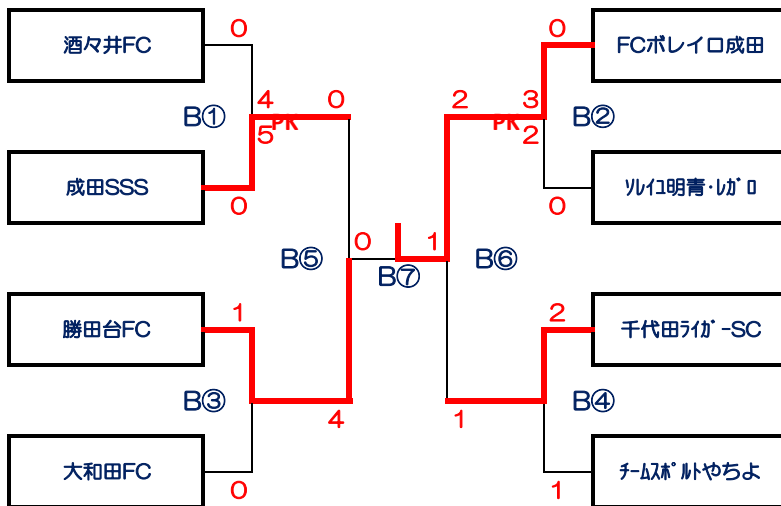 酒々井FC
0
0
FCボレイロ成田
B①
4
PK
5
0
2
3
PK
2
B②
成田SSS
0
0
ソレイユ明青・レガロ
B⑤
0
1
B⑥
B⑦
勝田台FC
1
2
千代田ライガーSC
B③
4
1
B④
大和田FC
0
1
チームスポルトやちよ